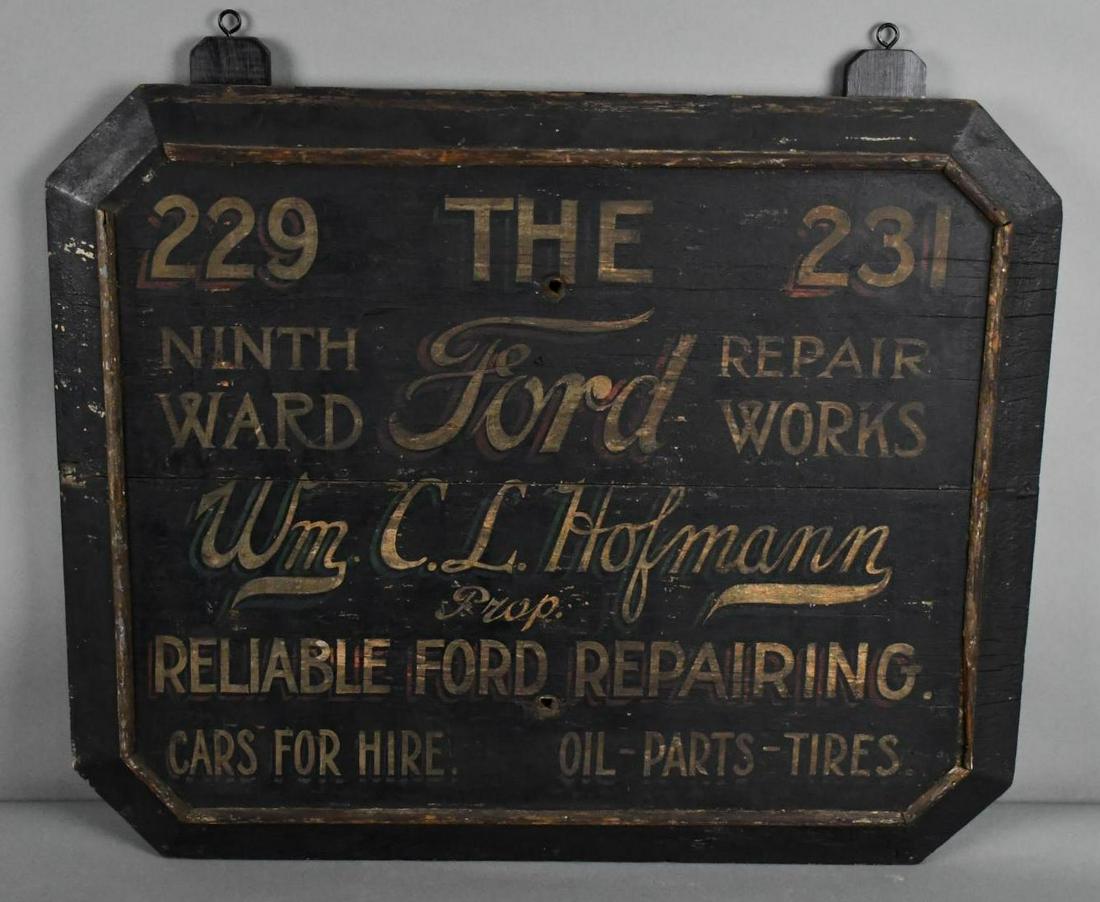 229 THE 231
NINTH WARD Ford REPAIR WORKS
Wm. C. L. Hofmann
Prop.
RELIABLE FORD REPAIRING.
CARS FOR HIRE. OIL-PARTS-TIRES.